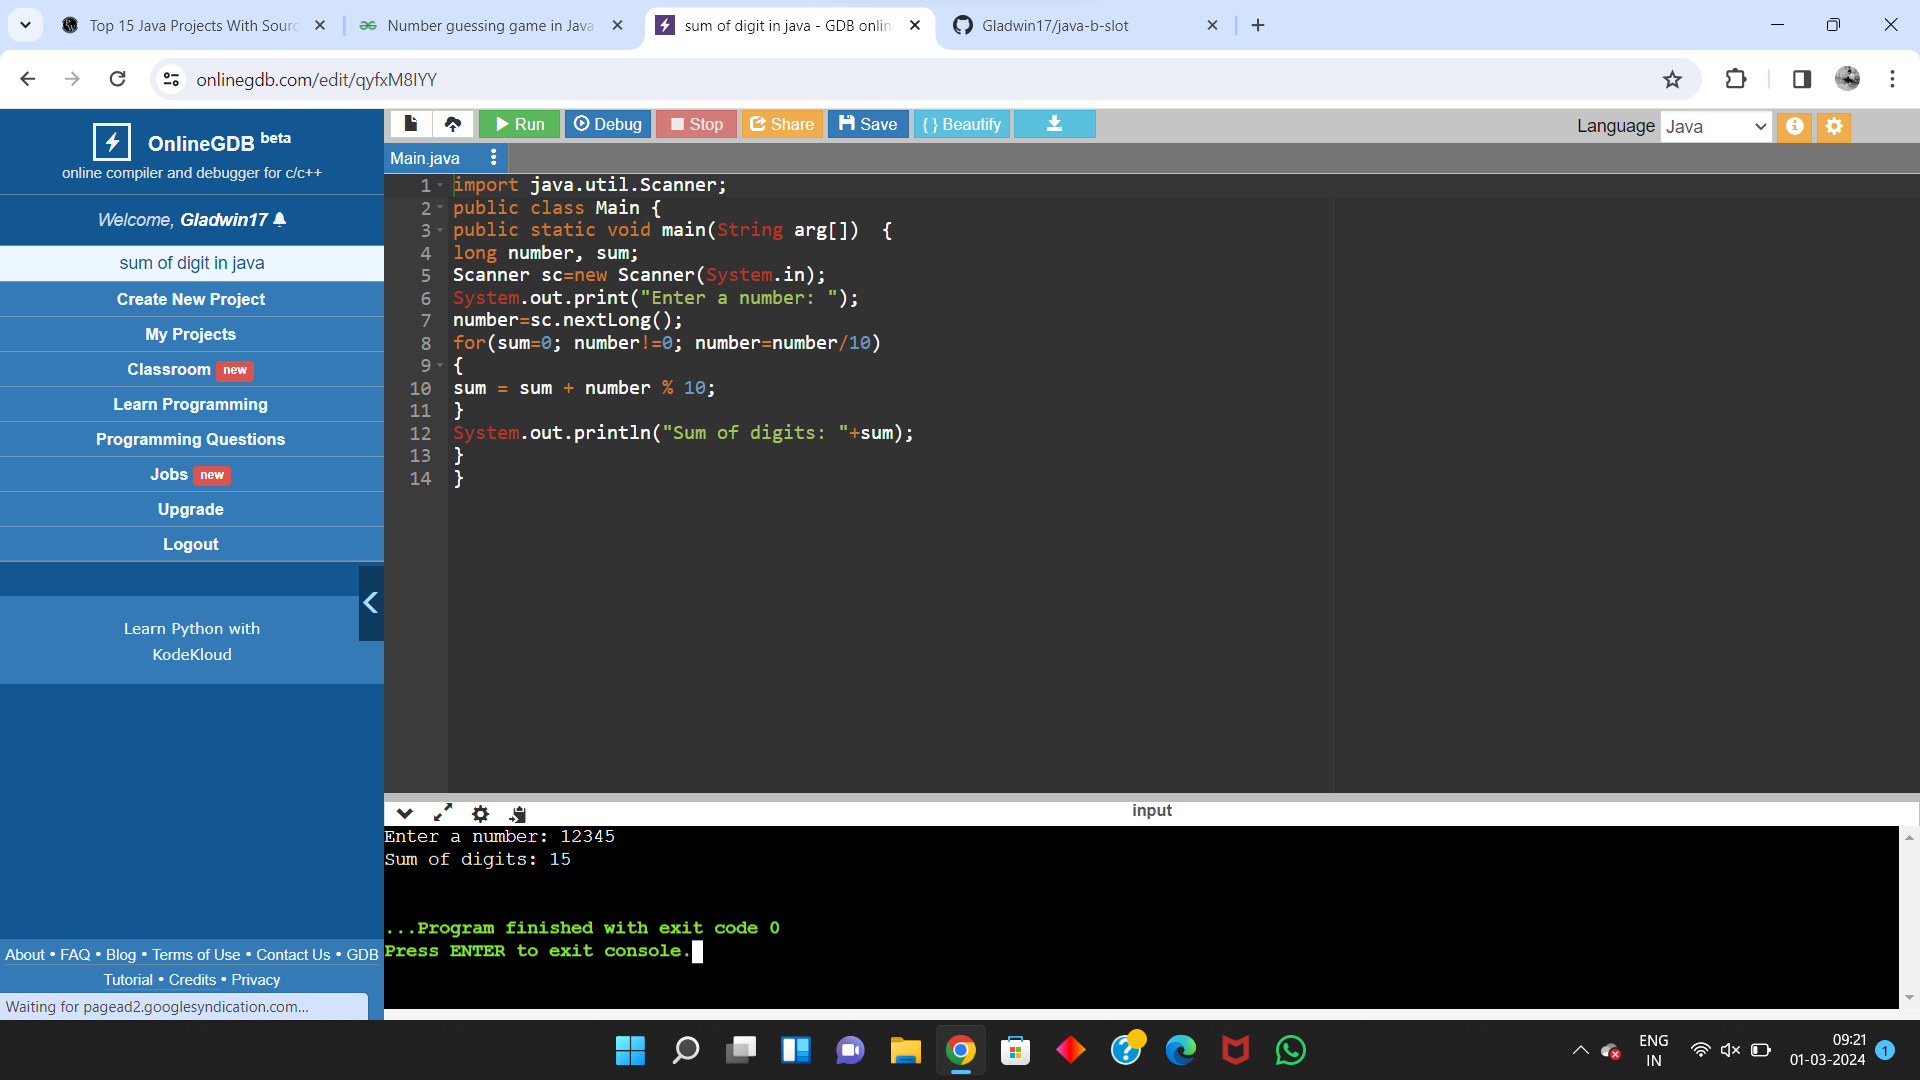 Top 15 Java Projects With Sourc
Number guessing game in Java
sum of digit in java - GDB onlin
Gladwin17/java-b-slot
onlinegdb.com/edit/qyfxM8IYY
OnlineGDB beta
online compiler and debugger for c/c++
Welcome, Gladwin17
sum of digit in java
Create New Project
My Projects
Classroom new
Learn Programming
Programming Questions
Jobs new
Upgrade
Logout
Learn Python with
KodeKloud
About • FAQ • Blog • Terms of Use • Contact Us • GDB
Tutorial • Credits • Privacy
Waiting for pagead2.googlesyndication.com...
Run Debug Stop Share Save { } Beautify
Language Java
Main.java
1 import java.util.Scanner;
2 public class Main {
3 public static void main(String arg[])  {
4 long number, sum;
5 Scanner sc=new Scanner(System.in);
6 System.out.print("Enter a number: ");
7 number=sc.nextLong();
8 for(sum=0; number!=0; number=number/10)
9 {
10 sum = sum + number % 10;
11 }
12 System.out.println("Sum of digits: "+sum);
13 }
14 }
input
Enter a number: 12345
Sum of digits: 15
...Program finished with exit code 0
Press ENTER to exit console.
ENG
IN
09:21
01-03-2024
1